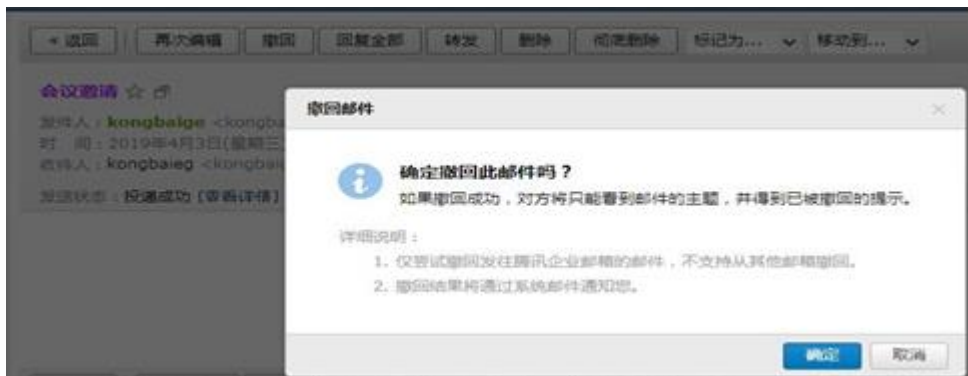 « 返回 再次编辑 撤回 回复全部 转发 删除 彻底删除 标记为... 移动到...
会议邀请
发件人：kongbaige <kongba
时 间：2019年4月3日(星期三
收件人：kongbaieg <kongbai
发送状态：投递成功 [查看详情]
撤回邮件
确定撤回此邮件吗？
如果撤回成功，对方将只能看到邮件的主题，并得到已被撤回的提示。
详细说明：
1. 仅尝试撤回发往腾讯企业邮箱的邮件，不支持从其他邮箱撤回。
2. 撤回结果将通过系统邮件通知您。
确定 取消